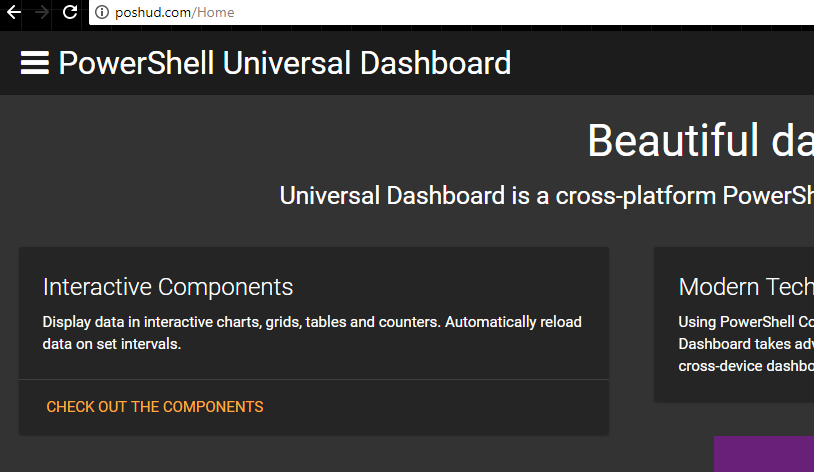 poshud.com/Home
PowerShell Universal Dashboard
Beautiful da
Universal Dashboard is a cross-platform PowerSh
Interactive Components
Display data in interactive charts, grids, tables and counters. Automatically reload
data on set intervals.
CHECK OUT THE COMPONENTS
Modern Tech
Using PowerShell Co
Dashboard takes adv
cross-device dashbo